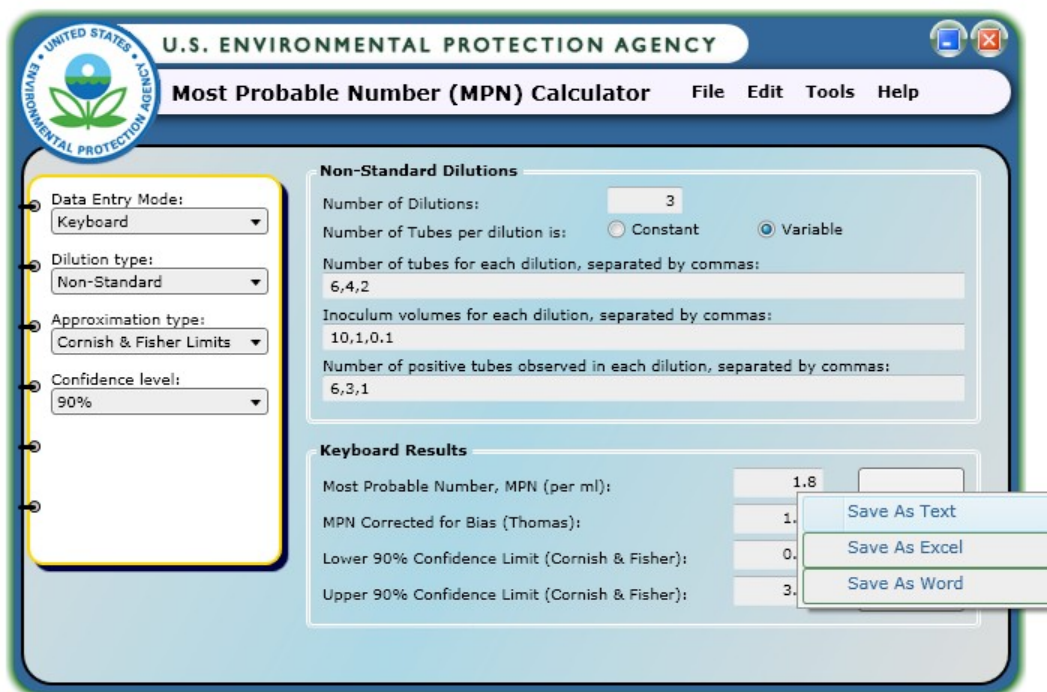 UNITED STATES
ENVIRONMENTAL PROTECTION AGENCY
U.S. ENVIRONMENTAL PROTECTION AGENCY
Most Probable Number (MPN) Calculator File Edit Tools Help
Data Entry Mode:
Keyboard
Dilution type:
Non-Standard
Approximation type:
Cornish & Fisher Limits
Confidence level:
90%
Non-Standard Dilutions
Number of Dilutions: 3
Number of Tubes per dilution is: Constant Variable
Number of tubes for each dilution, separated by commas:
6,4,2
Inoculum volumes for each dilution, separated by commas:
10,1,0.1
Number of positive tubes observed in each dilution, separated by commas:
6,3,1
Keyboard Results
Most Probable Number, MPN (per ml): 1.8
MPN Corrected for Bias (Thomas): 1.
Lower 90% Confidence Limit (Cornish & Fisher): 0.
Upper 90% Confidence Limit (Cornish & Fisher): 3.
Save As Text
Save As Excel
Save As Word